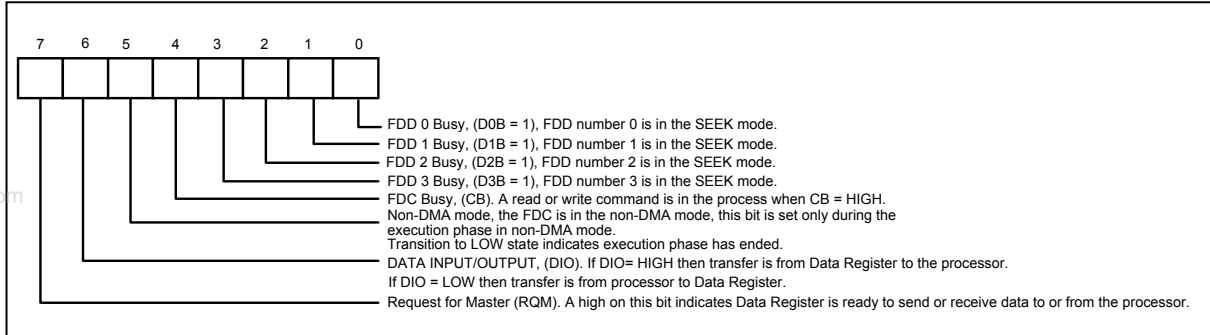 7 6 5 4 3 2 1 0
FDD 0 Busy, (D0B = 1), FDD number 0 is in the SEEK mode.
FDD 1 Busy, (D1B = 1), FDD number 1 is in the SEEK mode.
FDD 2 Busy, (D2B = 1), FDD number 2 is in the SEEK mode.
FDD 3 Busy, (D3B = 1), FDD number 3 is in the SEEK mode.
om
FDC Busy, (CB). A read or write command is in the process when CB = HIGH.
Non-DMA mode, the FDC is in the non-DMA mode, this bit is set only during the
execution phase in non-DMA mode.
Transition to LOW state indicates execution phase has ended.
DATA INPUT/OUTPUT, (DIO). If DIO= HIGH then transfer is from Data Register to the processor.
If DIO = LOW then transfer is from processor to Data Register.
Request for Master (RQM). A high on this bit indicates Data Register is ready to send or receive data to or from the processor.